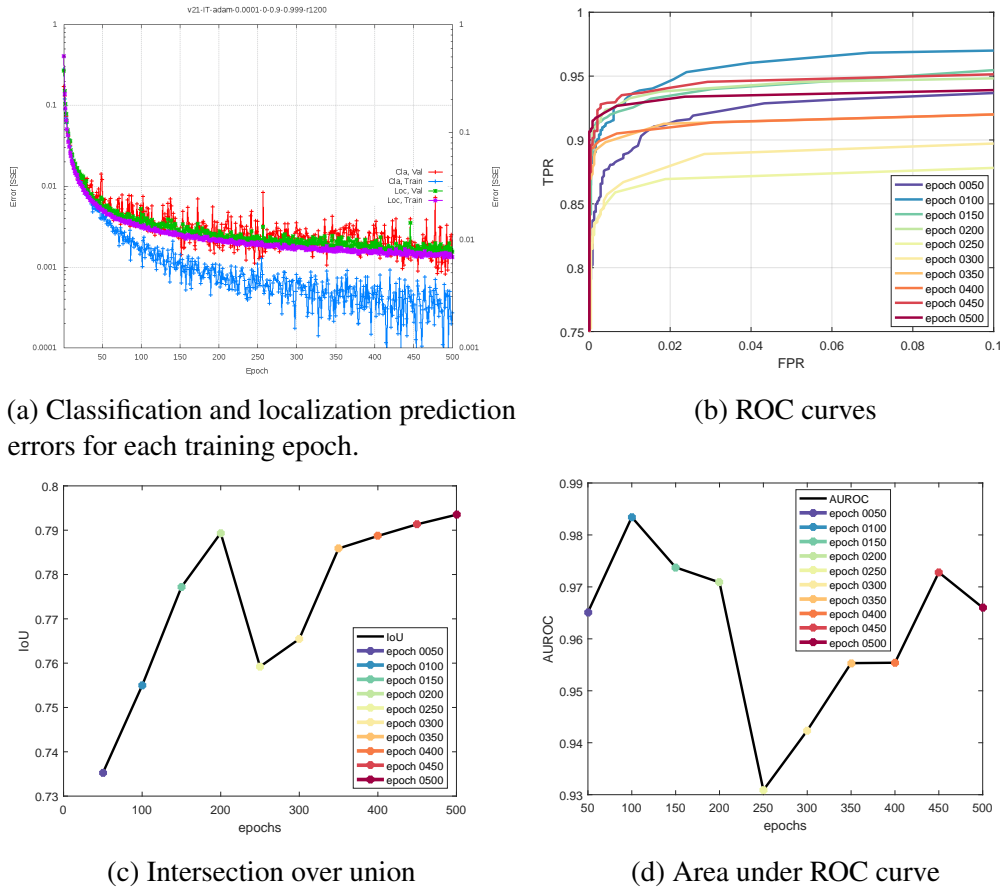 v21-IT-adam-0.0001-0-0.9-0.999-r1200
1
0.1
0.01
0.001
0.0001
1
0.1
0.01
0.001
50 100 150 200 250 300 350 400 450 500
Epoch
Error [SSE]
Error [SSE]
Cla, Val
Cla, Train
Loc, Val
Loc, Train
(a) Classification and localization prediction
errors for each training epoch.
1
0.95
0.9
0.85
0.8
0.75
TPR
0 0.02 0.04 0.06 0.08 0.1
FPR
epoch 0050
epoch 0100
epoch 0150
epoch 0200
epoch 0250
epoch 0300
epoch 0350
epoch 0400
epoch 0450
epoch 0500
(b) ROC curves
0.8
0.79
0.78
0.77
0.76
0.75
0.74
0.73
IoU
0 100 200 300 400 500
epochs
IoU
epoch 0050
epoch 0100
epoch 0150
epoch 0200
epoch 0250
epoch 0300
epoch 0350
epoch 0400
epoch 0450
epoch 0500
(c) Intersection over union
0.99
0.98
0.97
0.96
0.95
0.94
0.93
AUROC
50 100 150 200 250 300 350 400 450 500
epochs
AUROC
epoch 0050
epoch 0100
epoch 0150
epoch 0200
epoch 0250
epoch 0300
epoch 0350
epoch 0400
epoch 0450
epoch 0500
(d) Area under ROC curve